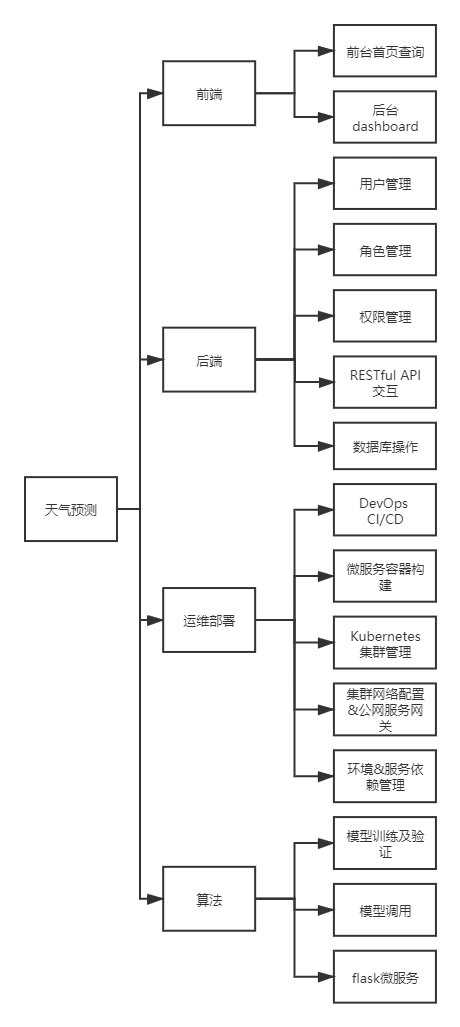 天气预测
前端
前台首页查询
后台
dashboard
后端
用户管理
角色管理
权限管理
RESTful API
交互
数据库操作
运维部署
DevOps
CI/CD
微服务容器构
建
Kubernetes
集群管理
集群网络配置
&公网服务网
关
环境&服务依
赖管理
算法
模型训练及验
证
模型调用
flask微服务